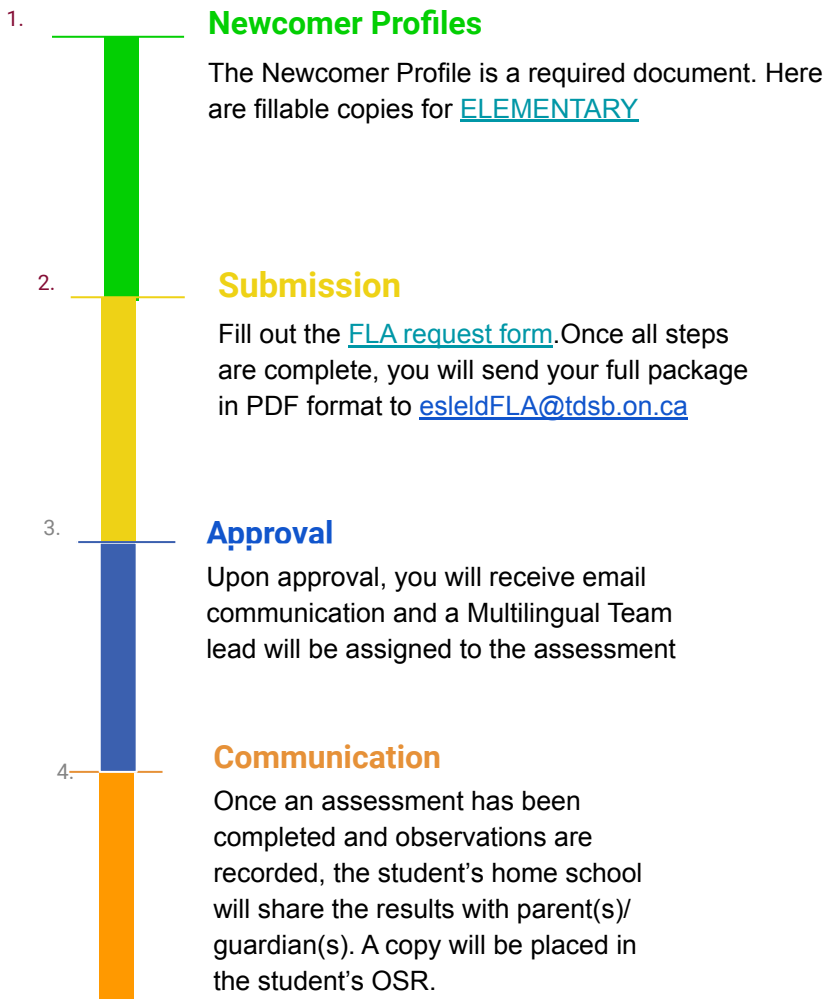 1.
Newcomer Profiles
The Newcomer Profile is a required document. Here
are fillable copies for ELEMENTARY
2.
Submission
Fill out the FLA request form.Once all steps
are complete, you will send your full package
in PDF format to esleldFLA@tdsb.on.ca
3.
Approval
Upon approval, you will receive email
communication and a Multilingual Team
lead will be assigned to the assessment
4.
Communication
Once an assessment has been
completed and observations are
recorded, the student’s home school
will share the results with parent(s)/
guardian(s). A copy will be placed in
the student’s OSR.